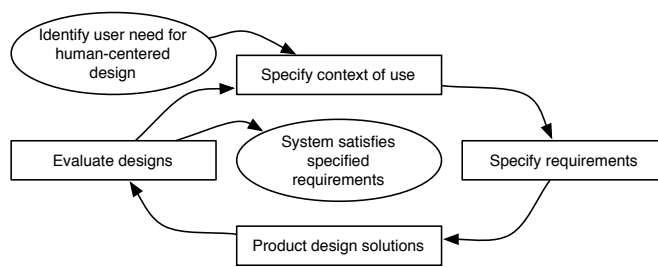 Identify user need for
human-centered
design
Specify context of use
Evaluate designs
System satisfies
specified
requirements
Specify requirements
Product design solutions